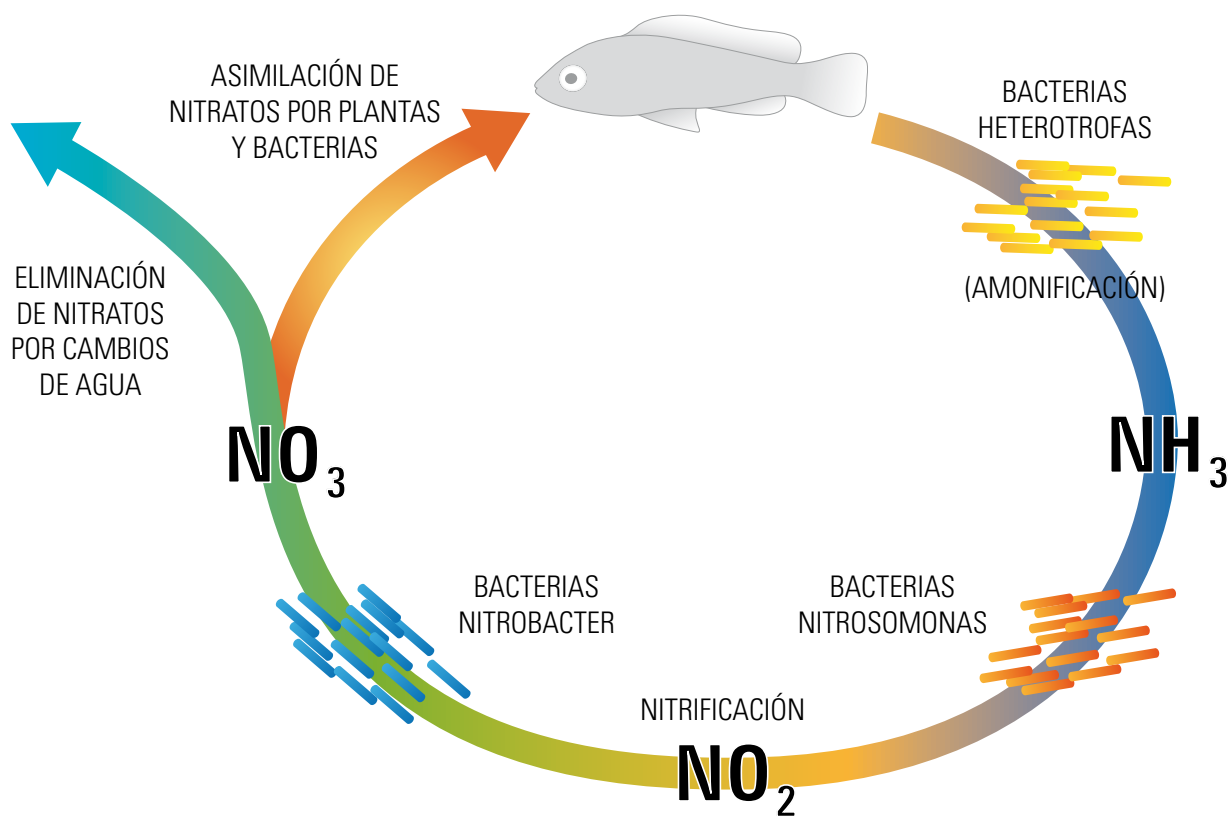 ASIMILACIÓN DE
NITRATOS POR PLANTAS
Y BACTERIAS
BACTERIAS
HETEROTROFAS
(AMONIFICACIÓN)
ELIMINACIÓN
DE NITRATOS
POR CAMBIOS
DE AGUA
NO₃
NH₃
BACTERIAS
NITROBACTER
BACTERIAS
NITROSOMONAS
NITRIFICACIÓN
NO₂